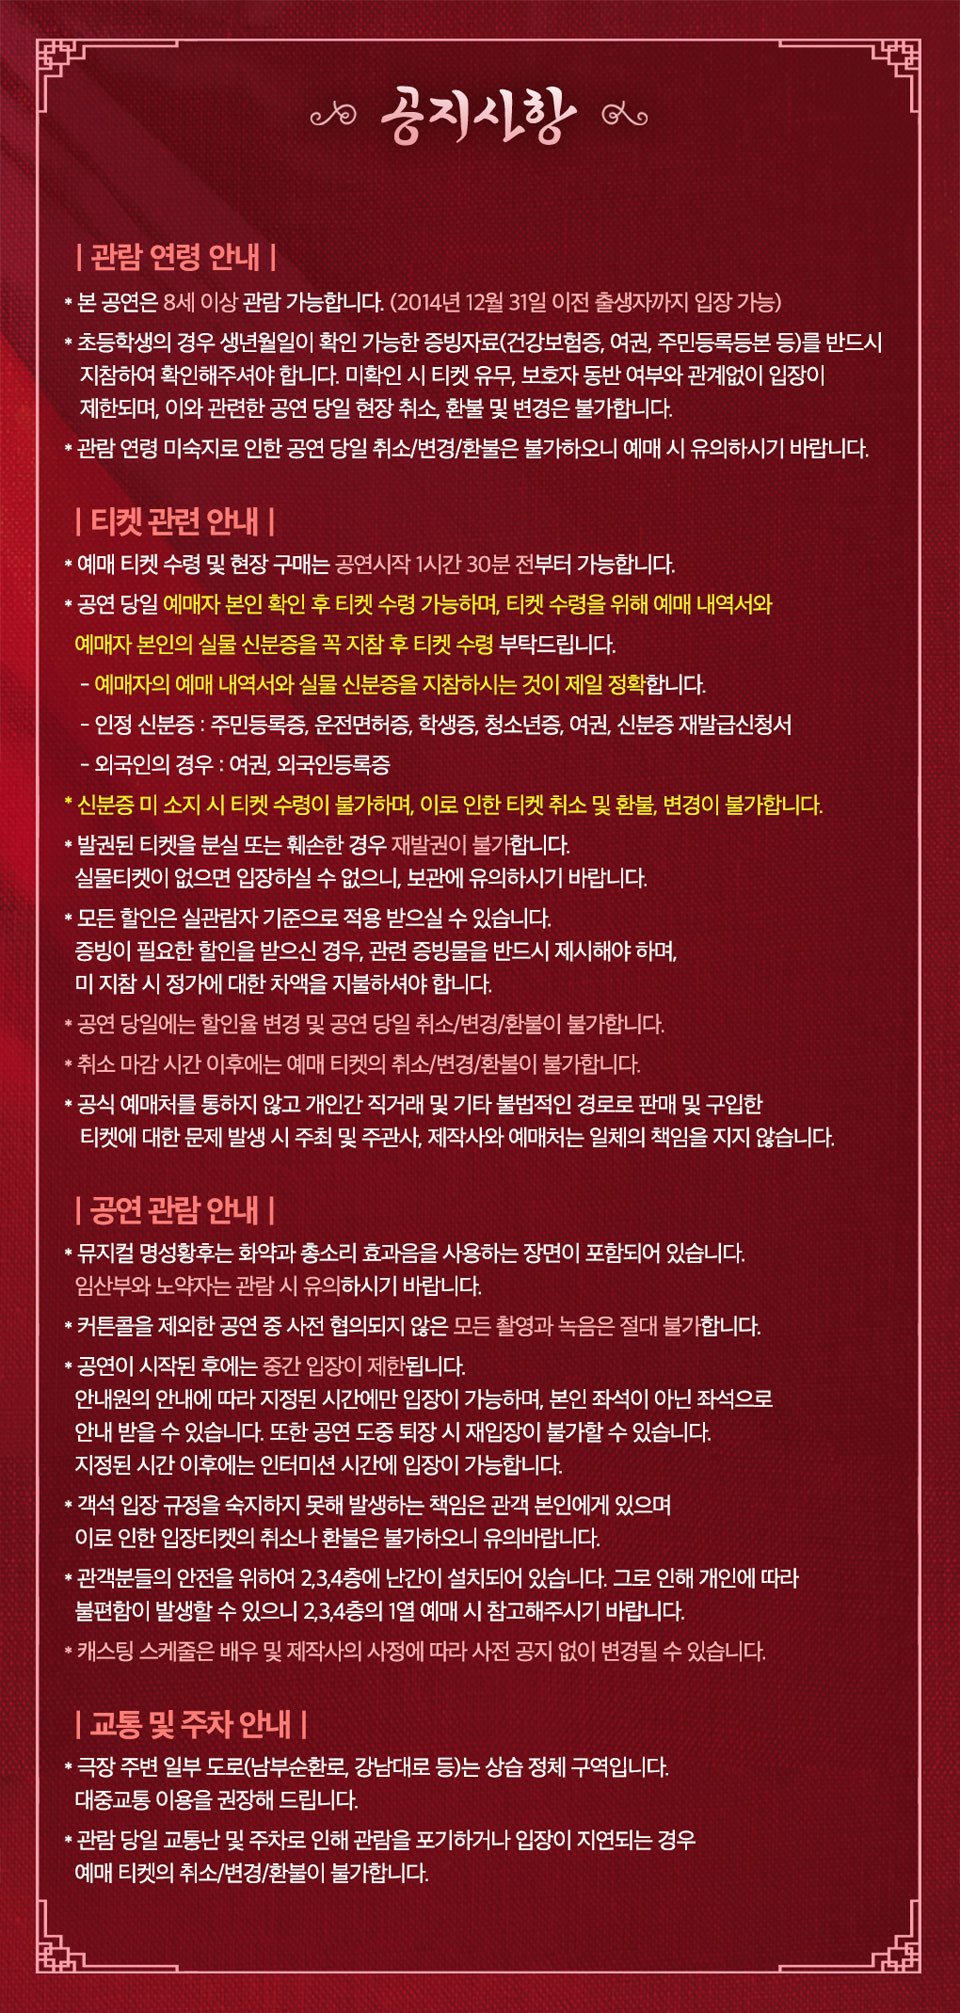 공지사항
| 관람 연령 안내 |
* 본 공연은 8세 이상 관람 가능합니다. (2014년 12월 31일 이전 출생자까지 입장 가능)
* 초등학생의 경우 생년월일이 확인 가능한 증빙자료(건강보험증, 여권, 주민등록등본 등)를 반드시
지참하여 확인해주셔야 합니다. 미확인 시 티켓 유무, 보호자 동반 여부와 관계없이 입장이
제한되며, 이와 관련한 공연 당일 현장 취소, 환불 및 변경은 불가합니다.
* 관람 연령 미숙지로 인한 공연 당일 취소/변경/환불은 불가하오니 예매 시 유의하시기 바랍니다.
| 티켓 관련 안내 |
* 예매 티켓 수령 및 현장 구매는 공연시작 1시간 30분 전부터 가능합니다.
* 공연 당일 예매자 본인 확인 후 티켓 수령 가능하며, 티켓 수령을 위해 예매 내역서와
예매자 본인의 실물 신분증을 꼭 지참 후 티켓 수령 부탁드립니다.
- 예매자의 예매 내역서와 실물 신분증을 지참하시는 것이 제일 정확합니다.
- 인정 신분증 : 주민등록증, 운전면허증, 학생증, 청소년증, 여권, 신분증 재발급신청서
- 외국인의 경우 : 여권, 외국인등록증
* 신분증 미 소지 시 티켓 수령이 불가하며, 이로 인한 티켓 취소 및 환불, 변경이 불가합니다.
* 발권된 티켓을 분실 또는 훼손한 경우 재발권이 불가합니다.
실물티켓이 없으면 입장하실 수 없으니, 보관에 유의하시기 바랍니다.
* 모든 할인은 실관람자 기준으로 적용 받으실 수 있습니다.
증빙이 필요한 할인을 받으신 경우, 관련 증빙물을 반드시 제시해야 하며,
미 지참 시 정가에 대한 차액을 지불하셔야 합니다.
* 공연 당일에는 할인율 변경 및 공연 당일 취소/변경/환불이 불가합니다.
* 취소 마감 시간 이후에는 예매 티켓의 취소/변경/환불이 불가합니다.
* 공식 예매처를 통하지 않고 개인간 직거래 및 기타 불법적인 경로로 판매 및 구입한
티켓에 대한 문제 발생 시 주최 및 주관사, 제작사와 예매처는 일체의 책임을 지지 않습니다.
| 공연 관람 안내 |
* 뮤지컬 명성황후는 화약과 총소리 효과음을 사용하는 장면이 포함되어 있습니다.
임산부와 노약자는 관람 시 유의하시기 바랍니다.
* 커튼콜을 제외한 공연 중 사전 협의되지 않은 모든 촬영과 녹음은 절대 불가합니다.
* 공연이 시작된 후에는 중간 입장이 제한됩니다.
안내원의 안내에 따라 지정된 시간에만 입장이 가능하며, 본인 좌석이 아닌 좌석으로
안내 받을 수 있습니다. 또한 공연 도중 퇴장 시 재입장이 불가할 수 있습니다.
지정된 시간 이후에는 인터미션 시간에 입장이 가능합니다.
* 객석 입장 규정을 숙지하지 못해 발생하는 책임은 관객 본인에게 있으며
이로 인한 입장티켓의 취소나 환불은 불가하오니 유의바랍니다.
* 관객분들의 안전을 위하여 2,3,4층에 난간이 설치되어 있습니다. 그로 인해 개인에 따라
불편함이 발생할 수 있으니 2,3,4층의 1열 예매 시 참고해주시기 바랍니다.
* 캐스팅 스케줄은 배우 및 제작사의 사정에 따라 사전 공지 없이 변경될 수 있습니다.
| 교통 및 주차 안내 |
* 극장 주변 일부 도로(남부순환로, 강남대로 등)는 상습 정체 구역입니다.
대중교통 이용을 권장해 드립니다.
* 관람 당일 교통난 및 주차로 인해 관람을 포기하거나 입장이 지연되는 경우
예매 티켓의 취소/변경/환불이 불가합니다.